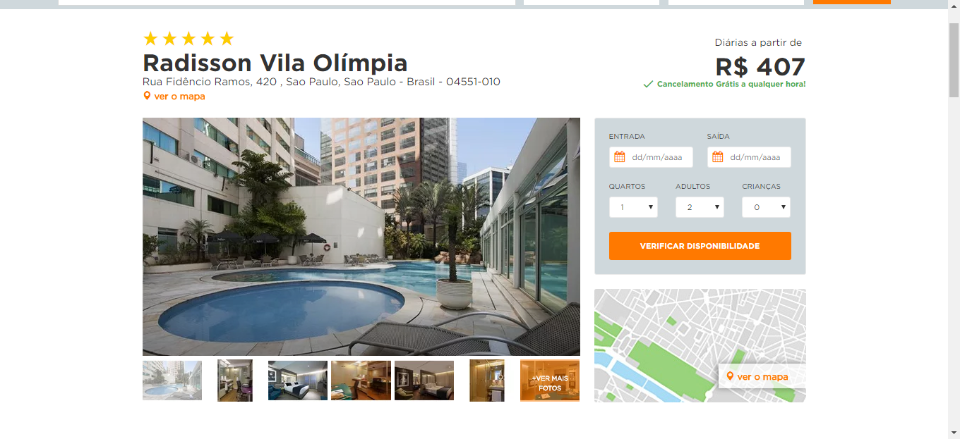 Radisson Vila Olímpia
Rua Fidêncio Ramos, 420 , Sao Paulo, Sao Paulo - Brasil - 04551-010
ver o mapa
Diárias a partir de
R$ 407
Cancelamento Grátis a qualquer hora!
ENTRADA
SAÍDA
dd/mm/aaaa
dd/mm/aaaa
QUARTOS
ADULTOS
CRIANÇAS
1
2
0
VERIFICAR DISPONIBILIDADE
+VER MAIS
FOTOS
ver o mapa